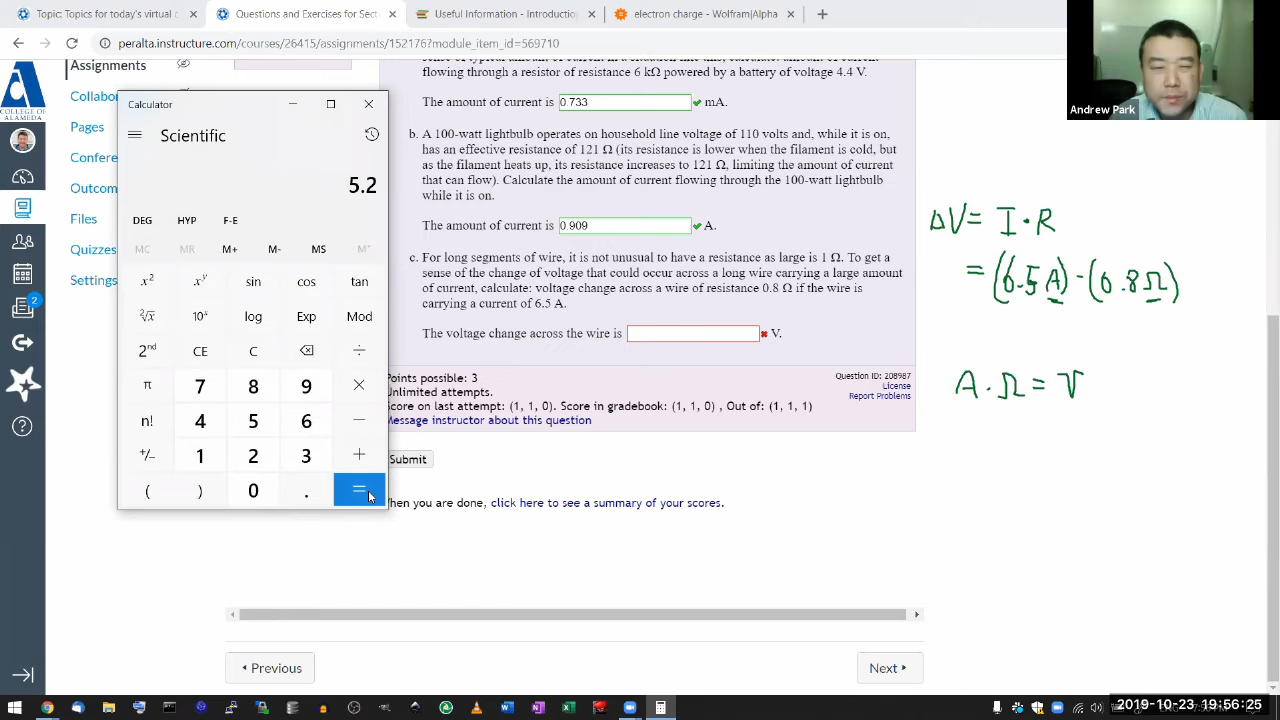 Topic: Topics for today's virtual c
Questions and Exercises for Sect
Useful Information - Introduction
electron charge - Wolfram|Alpha
peralta.instructure.com/courses/26415/assignments/152176?module_item_id=569710
Andrew Park
COLLEGE OF
ALAMEDA
Assignments
Collabor
Pages
Confere
Outcom
Files
Quizzes
Settings
2
Calculator
Scientific
5.2
DEG HYP F-E
MC MR M+ M- MS
x² xʸ sin cos tan
²√x 10ˣ log Exp Mod
2ⁿᵈ CE C ⌫ ÷
π 7 8 9 ×
n! 4 5 6 −
⁺/₋ 1 2 3 +
( ) 0 . =
flowing through a resistor of resistance 6 kΩ powered by a battery of voltage 4.4 V.
The amount of current is 0.733 mA.
b. A 100-watt lightbulb operates on household line voltage of 110 volts and, while it is on,
has an effective resistance of 121 Ω (its resistance is lower when the filament is cold, but
as the filament heats up, its resistance increases to 121 Ω, limiting the amount of current
that can flow). Calculate the amount of current flowing through the 100-watt lightbulb
while it is on.
The amount of current is 0.909 A.
c. For long segments of wire, it is not unusual to have a resistance as large is 1 Ω. To get a
sense of the change of voltage that could occur across a long wire carrying a large amount
of current, calculate: voltage change across a wire of resistance 0.8 Ω if the wire is
carrying a current of 6.5 A.
The voltage change across the wire is V.
Points possible: 3
Unlimited attempts.
Score on last attempt: (1, 1, 0). Score in gradebook: (1, 1, 0) , Out of: (1, 1, 1)
Message instructor about this question
Question ID: 208987
License
Report Problems
Submit
hen you are done, click here to see a summary of your scores.
Previous
Next
ΔV = I · R
= (6.5 A) · (0.8 Ω)
A · Ω = V
2019-10-23 19:56:25